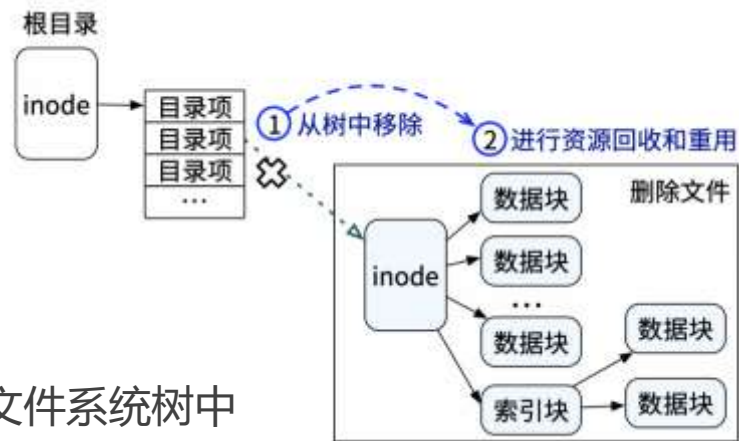 根目录
inode
目录项
目录项
目录项
...
① 从树中移除
② 进行资源回收和重用
删除文件
inode
数据块
数据块
...
数据块
索引块
数据块
数据块
文件系统树中